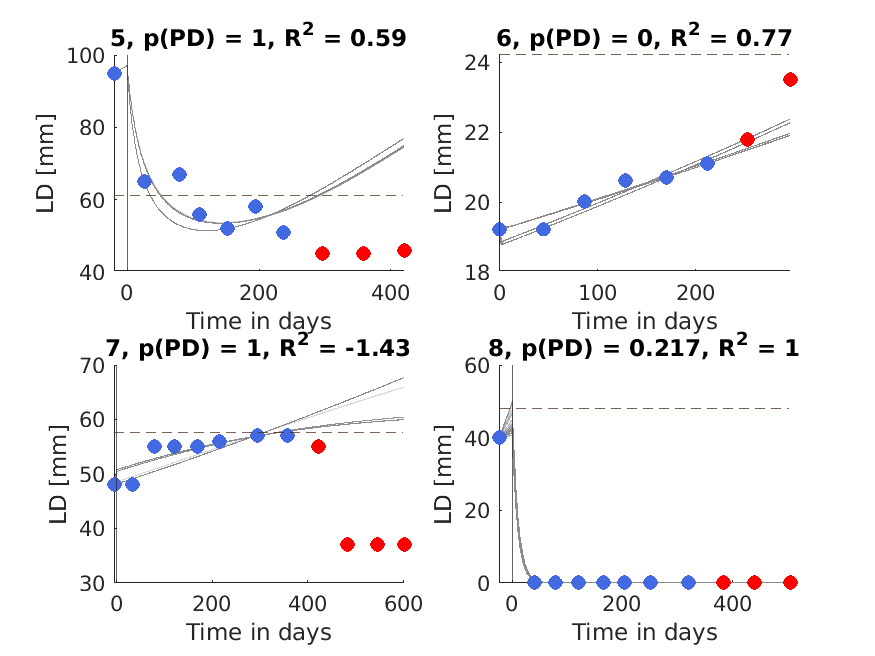 5, p(PD) = 1, R² = 0.59
100
80
60
40
LD [mm]
0
200
400
Time in days
6, p(PD) = 0, R² = 0.77
24
22
20
18
LD [mm]
0
100
200
Time in days
7, p(PD) = 1, R² = -1.43
70
60
50
40
30
LD [mm]
0
200
400
600
Time in days
8, p(PD) = 0.217, R² = 1
60
40
20
0
LD [mm]
0
200
400
Time in days